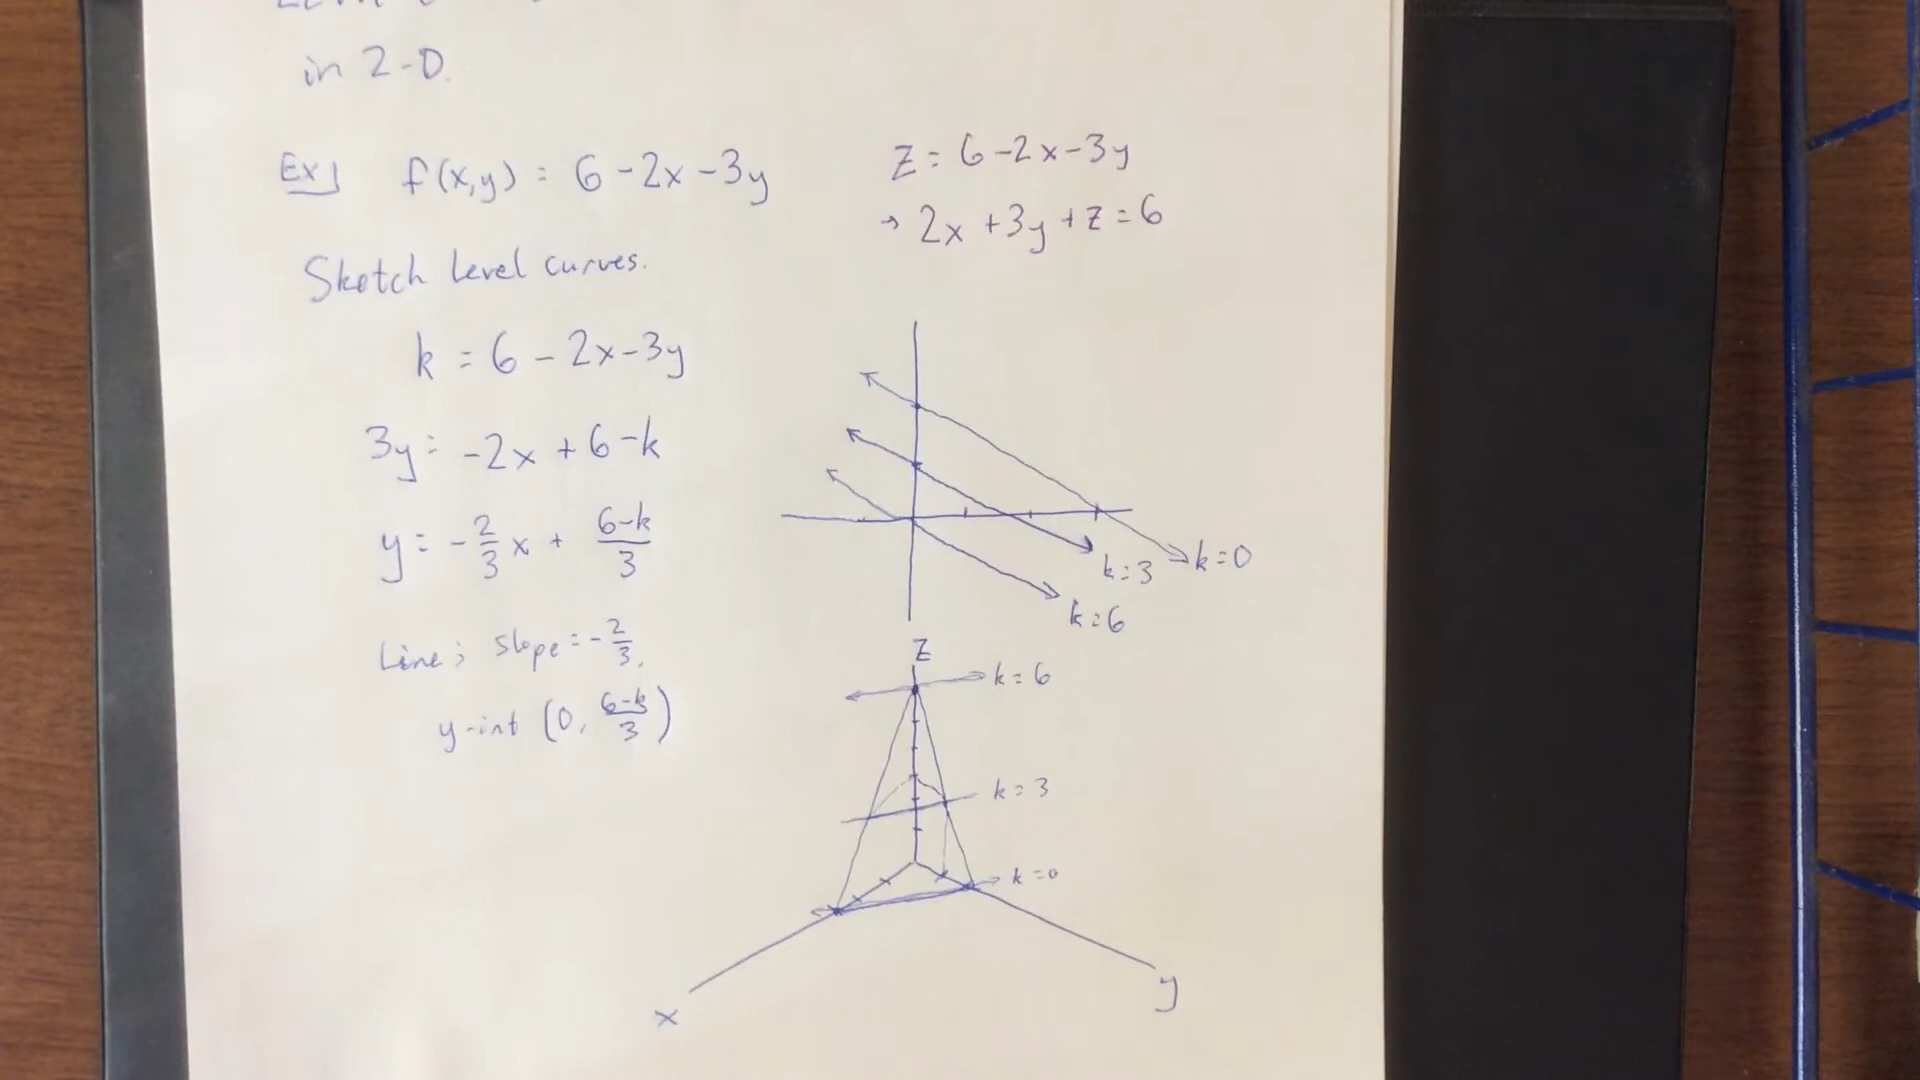 in 2-D.
Ex] f(x,y) = 6-2x-3y
Sketch level curves.
k = 6-2x-3y
3y = -2x+6-k
y = -2/3 x + (6-k)/3
Line; slope = -2/3.
y-int (0, (6-k)/3)
z = 6-2x-3y
→ 2x+3y+z=6
k=0
k=3
k=6
z
k=6
k=3
k=0
x
y